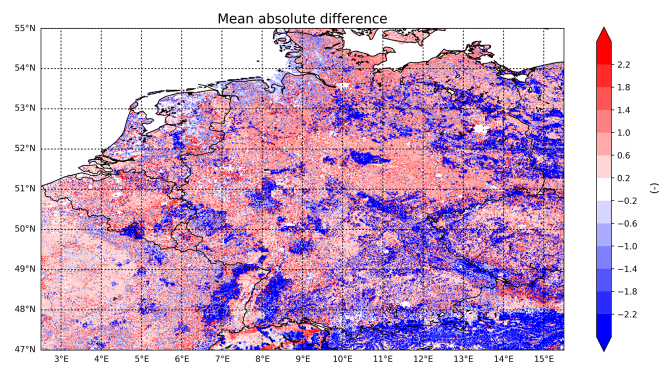 Mean absolute difference
55°N
54°N
53°N
52°N
51°N
50°N
49°N
48°N
47°N
3°E 4°E 5°E 6°E 7°E 8°E 9°E 10°E 11°E 12°E 13°E 14°E 15°E
2.2
1.8
1.4
1.0
0.6
0.2
−0.2
−0.6
−1.0
−1.4
−1.8
−2.2
(-)